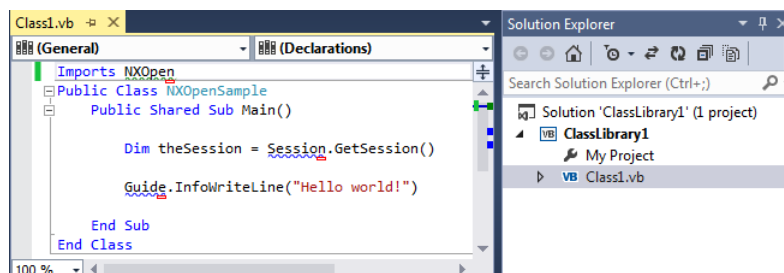 Class1.vb
(General) (Declarations)
Imports NXOpen
Public Class NXOpenSample
Public Shared Sub Main()
Dim theSession = Session.GetSession()
Guide.InfoWriteLine("Hello world!")
End Sub
End Class
100 %
Solution Explorer
Search Solution Explorer (Ctrl+;)
Solution 'ClassLibrary1' (1 project)
VB ClassLibrary1
My Project
VB Class1.vb